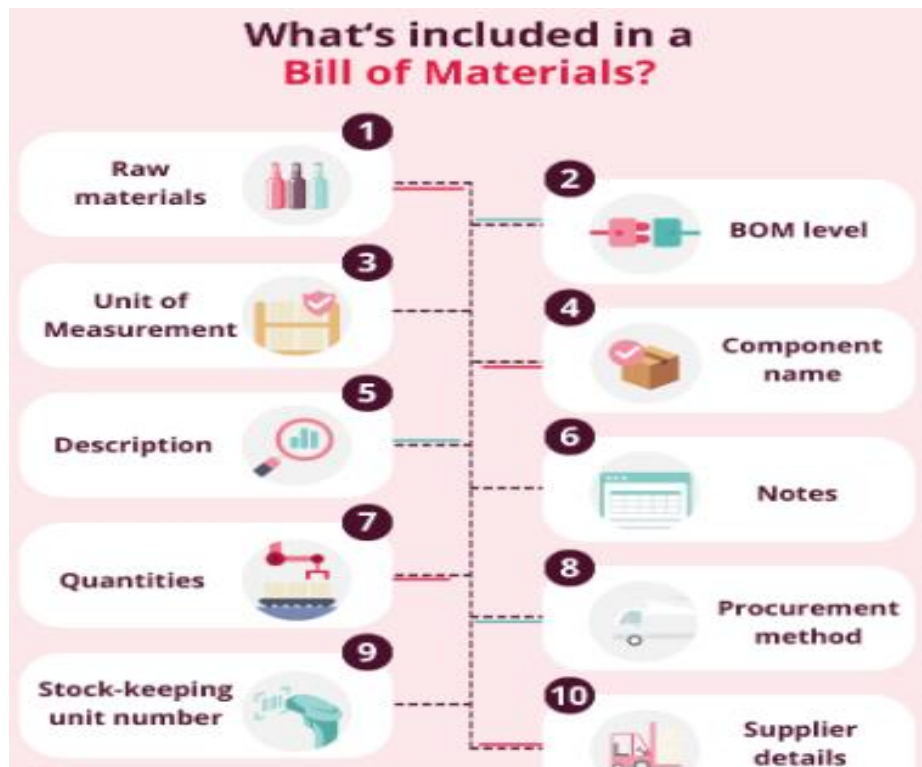 What's included in a
Bill of Materials?
1
Raw
materials
2
BOM level
3
Unit of
Measurement
4
Component
name
5
Description
6
Notes
7
Quantities
8
Procurement
method
9
Stock-keeping
unit number
10
Supplier
details